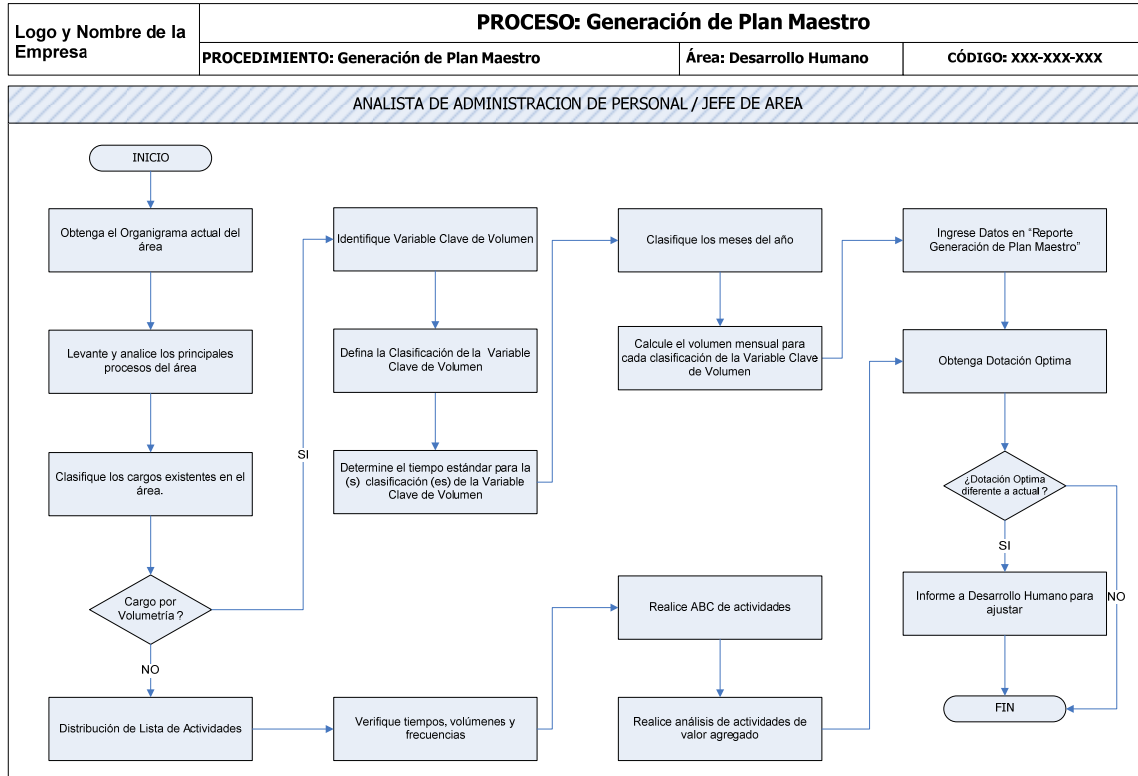 Logo y Nombre de la
Empresa
PROCESO: Generación de Plan Maestro
PROCEDIMIENTO: Generación de Plan Maestro
Área: Desarrollo Humano
CÓDIGO: XXX-XXX-XXX
ANALISTA DE ADMINISTRACION DE PERSONAL / JEFE DE AREA
INICIO
Obtenga el Organigrama actual del
área
Levante y analice los principales
procesos del área
Clasifique los cargos existentes en el
área.
Cargo por
Volumetría ?
SI
NO
Distribución de Lista de Actividades
Identifique Variable Clave de Volumen
Defina la Clasificación de la Variable
Clave de Volumen
Determine el tiempo estándar para la
(s) clasificación (es) de la Variable
Clave de Volumen
Verifique tiempos, volúmenes y
frecuencias
Clasifique los meses del año
Calcule el volumen mensual para
cada clasificación de la Variable Clave
de Volumen
Realice ABC de actividades
Realice análisis de actividades de
valor agregado
Ingrese Datos en “Reporte
Generación de Plan Maestro”
Obtenga Dotación Optima
¿Dotación Optima
diferente a actual ?
SI
NO
Informe a Desarrollo Humano para
ajustar
FIN